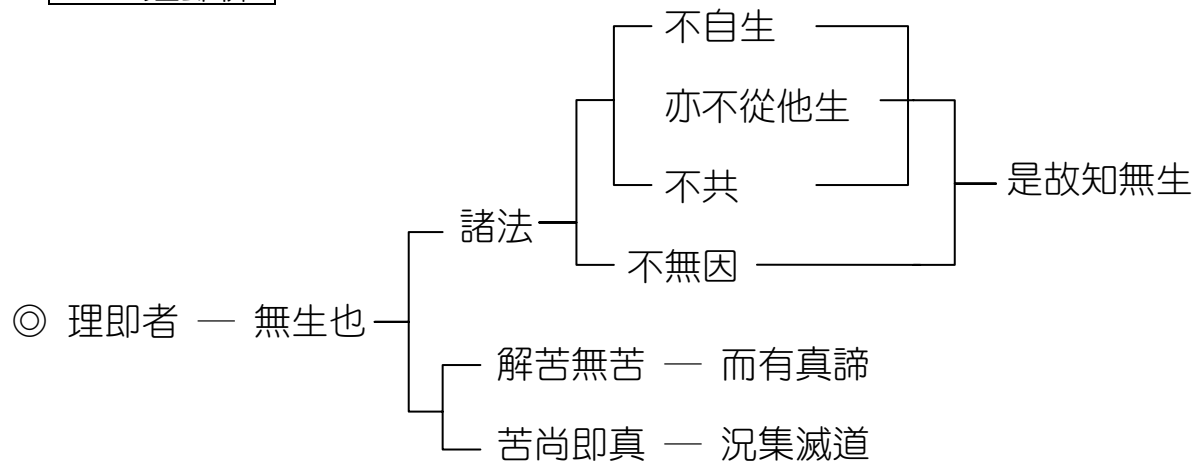 不自生
亦不從他生
不共
是故知無生
諸法
不無因
◎ 理即者 — 無生也
解苦無苦 — 而有真諦
苦尚即真 — 況集滅道